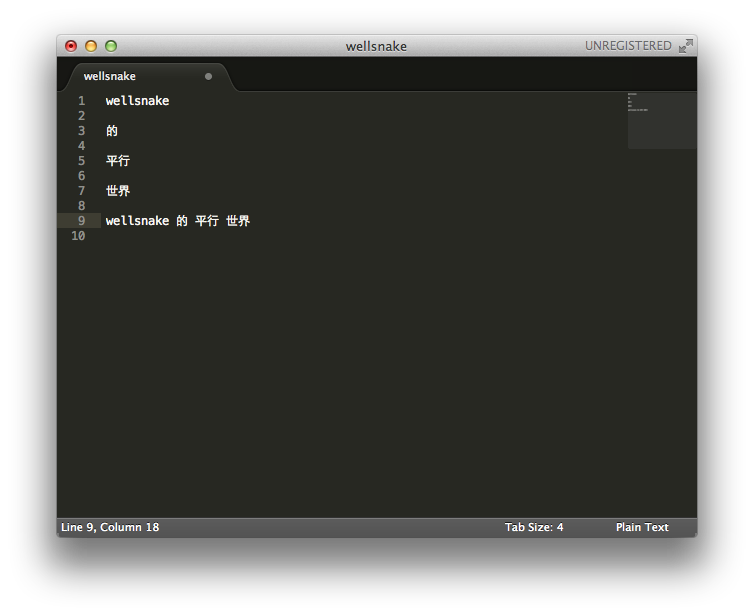 wellsnake
UNREGISTERED
wellsnake
1 wellsnake
2
3 的
4
5 平行
6
7 世界
8
9 wellsnake 的 平行 世界
10
Line 9, Column 18
Tab Size: 4
Plain Text